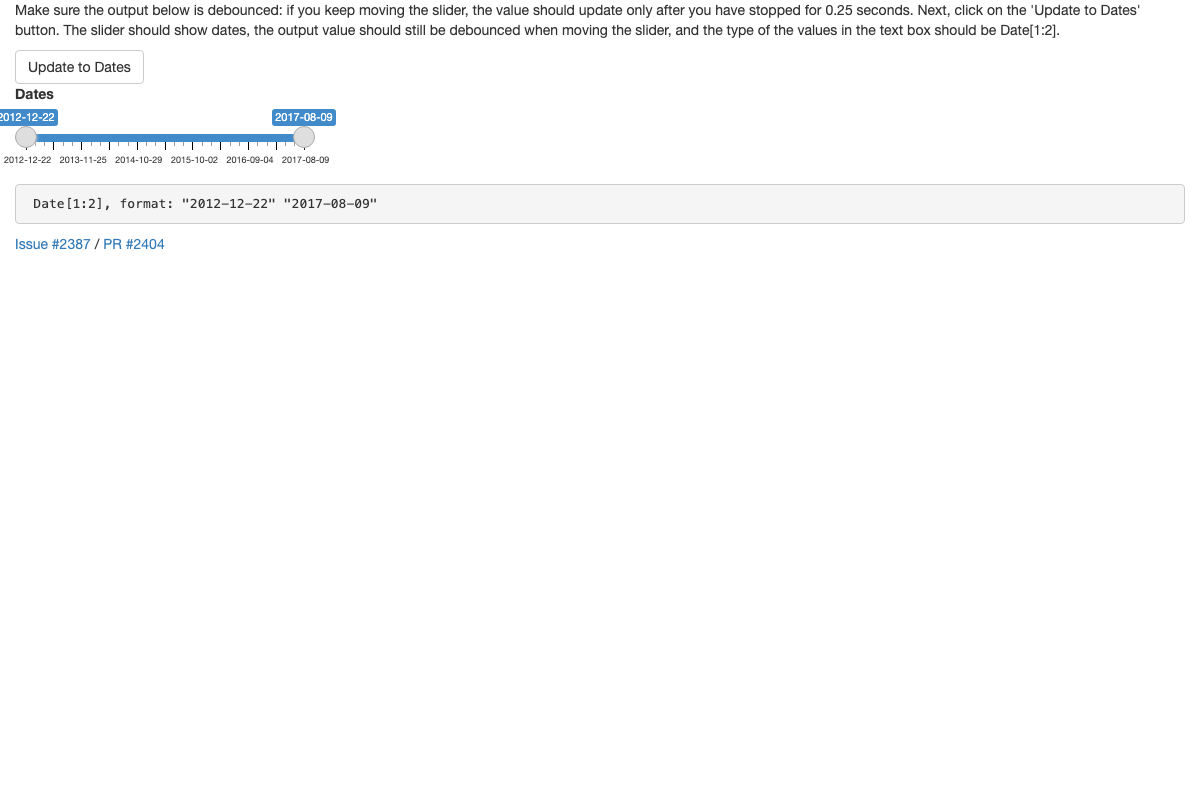 Make sure the output below is debounced: if you keep moving the slider, the value should update only after you have stopped for 0.25 seconds. Next, click on the 'Update to Dates'
button. The slider should show dates, the output value should still be debounced when moving the slider, and the type of the values in the text box should be Date[1:2].
Update to Dates
Dates
2012-12-22 2017-08-09
2012-12-22 2013-11-25 2014-10-29 2015-10-02 2016-09-04 2017-08-09
Date[1:2], format: "2012-12-22" "2017-08-09"
Issue #2387 / PR #2404